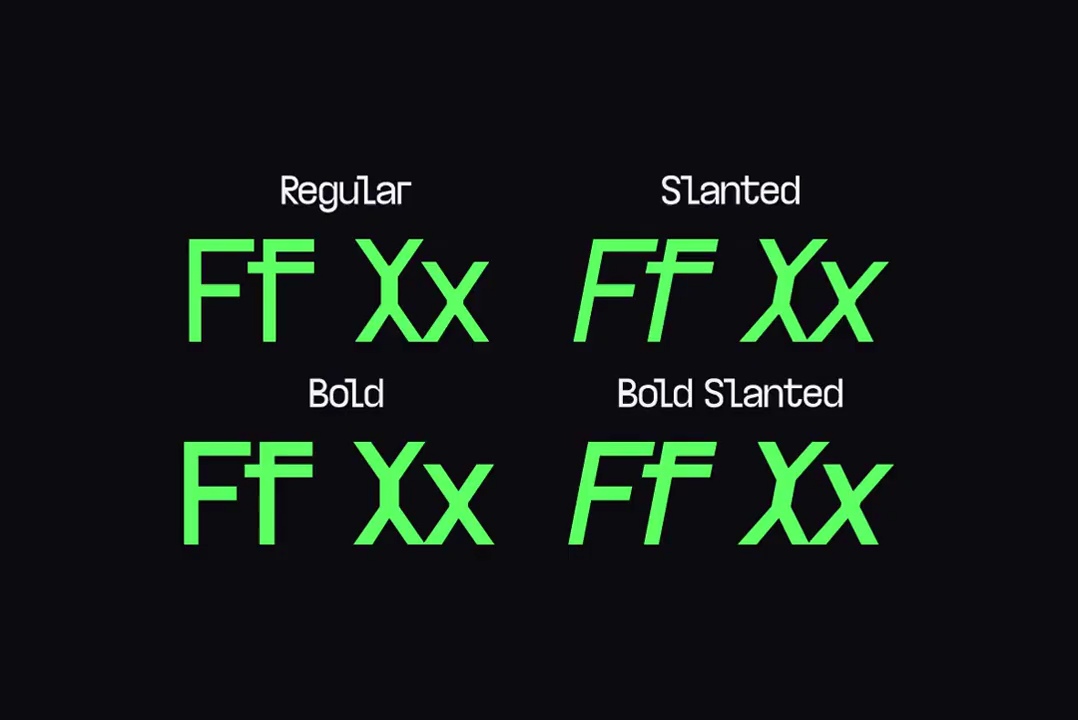 Regular
Ff Xx
Slanted
Ff Xx
Bold
Ff Xx
Bold Slanted
Ff Xx